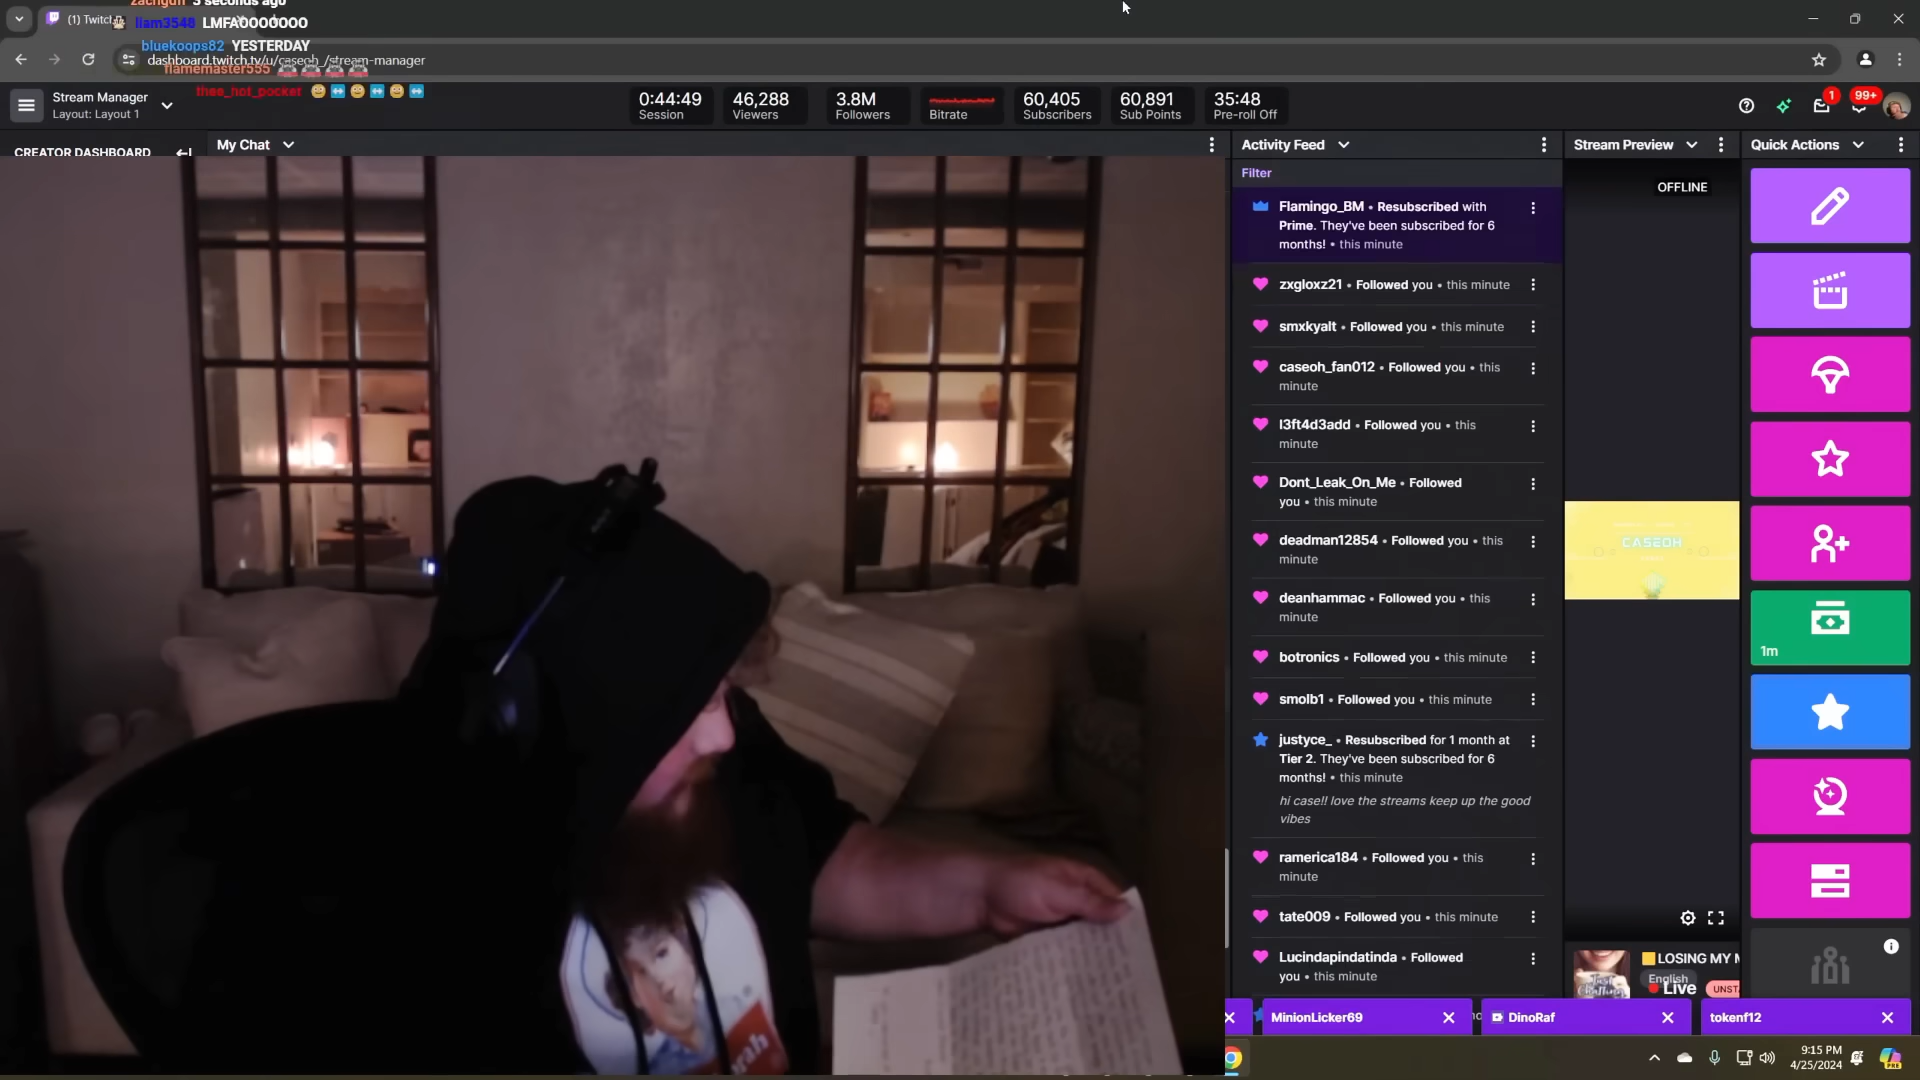 3 seconds ago
(1) Twitch
liam3548 LMFAOOOOOOO
bluekoops82 YESTERDAY
dashboard.twitch.tv/u/caseoh_/stream-manager
flamemaster555
thee_hot_pocket
Stream Manager
Layout: Layout 1
0:44:49
Session
46,288
Viewers
3.8M
Followers
Bitrate
60,405
Subscribers
60,891
Sub Points
35:48
Pre-roll Off
1
99+
CREATOR DASHBOARD
My Chat
Activity Feed
Filter
Flamingo_BM • Resubscribed with
Prime. They've been subscribed for 6
months! • this minute
zxgloxz21 • Followed you • this minute
smxkyalt • Followed you • this minute
caseoh_fan012 • Followed you • this
minute
l3ft4d3add • Followed you • this
minute
Dont_Leak_On_Me • Followed
you • this minute
deadman12854 • Followed you • this
minute
deanhammac • Followed you • this
minute
botronics • Followed you • this minute
smolb1 • Followed you • this minute
justyce_ • Resubscribed for 1 month at
Tier 2. They've been subscribed for 6
months! • this minute
hi case!! love the streams keep up the good
vibes
ramerica184 • Followed you • this
minute
tate009 • Followed you • this minute
Lucindapindatinda • Followed
you • this minute
Stream Preview
OFFLINE
CASEOH
LOSING MY M
English
Live
UNST
Just Chatting
Quick Actions
1m
MinionLicker69
DinoRaf
tokenf12
9:15 PM
4/25/2024
PRE